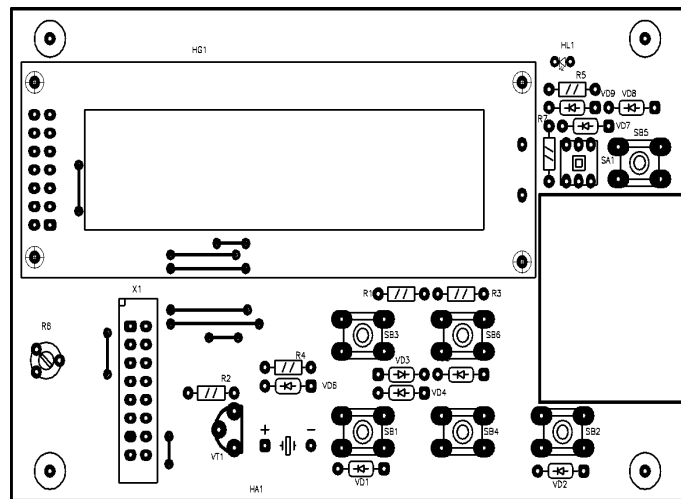 HG1
HL1
R5
VD9
VD8
R7
VD7
SB5
SA1
X1
R1
R3
R6
SB3
SB6
R4
VD3
VD6
VD4
R2
+
−
VT1
SB1
SB4
SB2
HA1
VD1
VD2